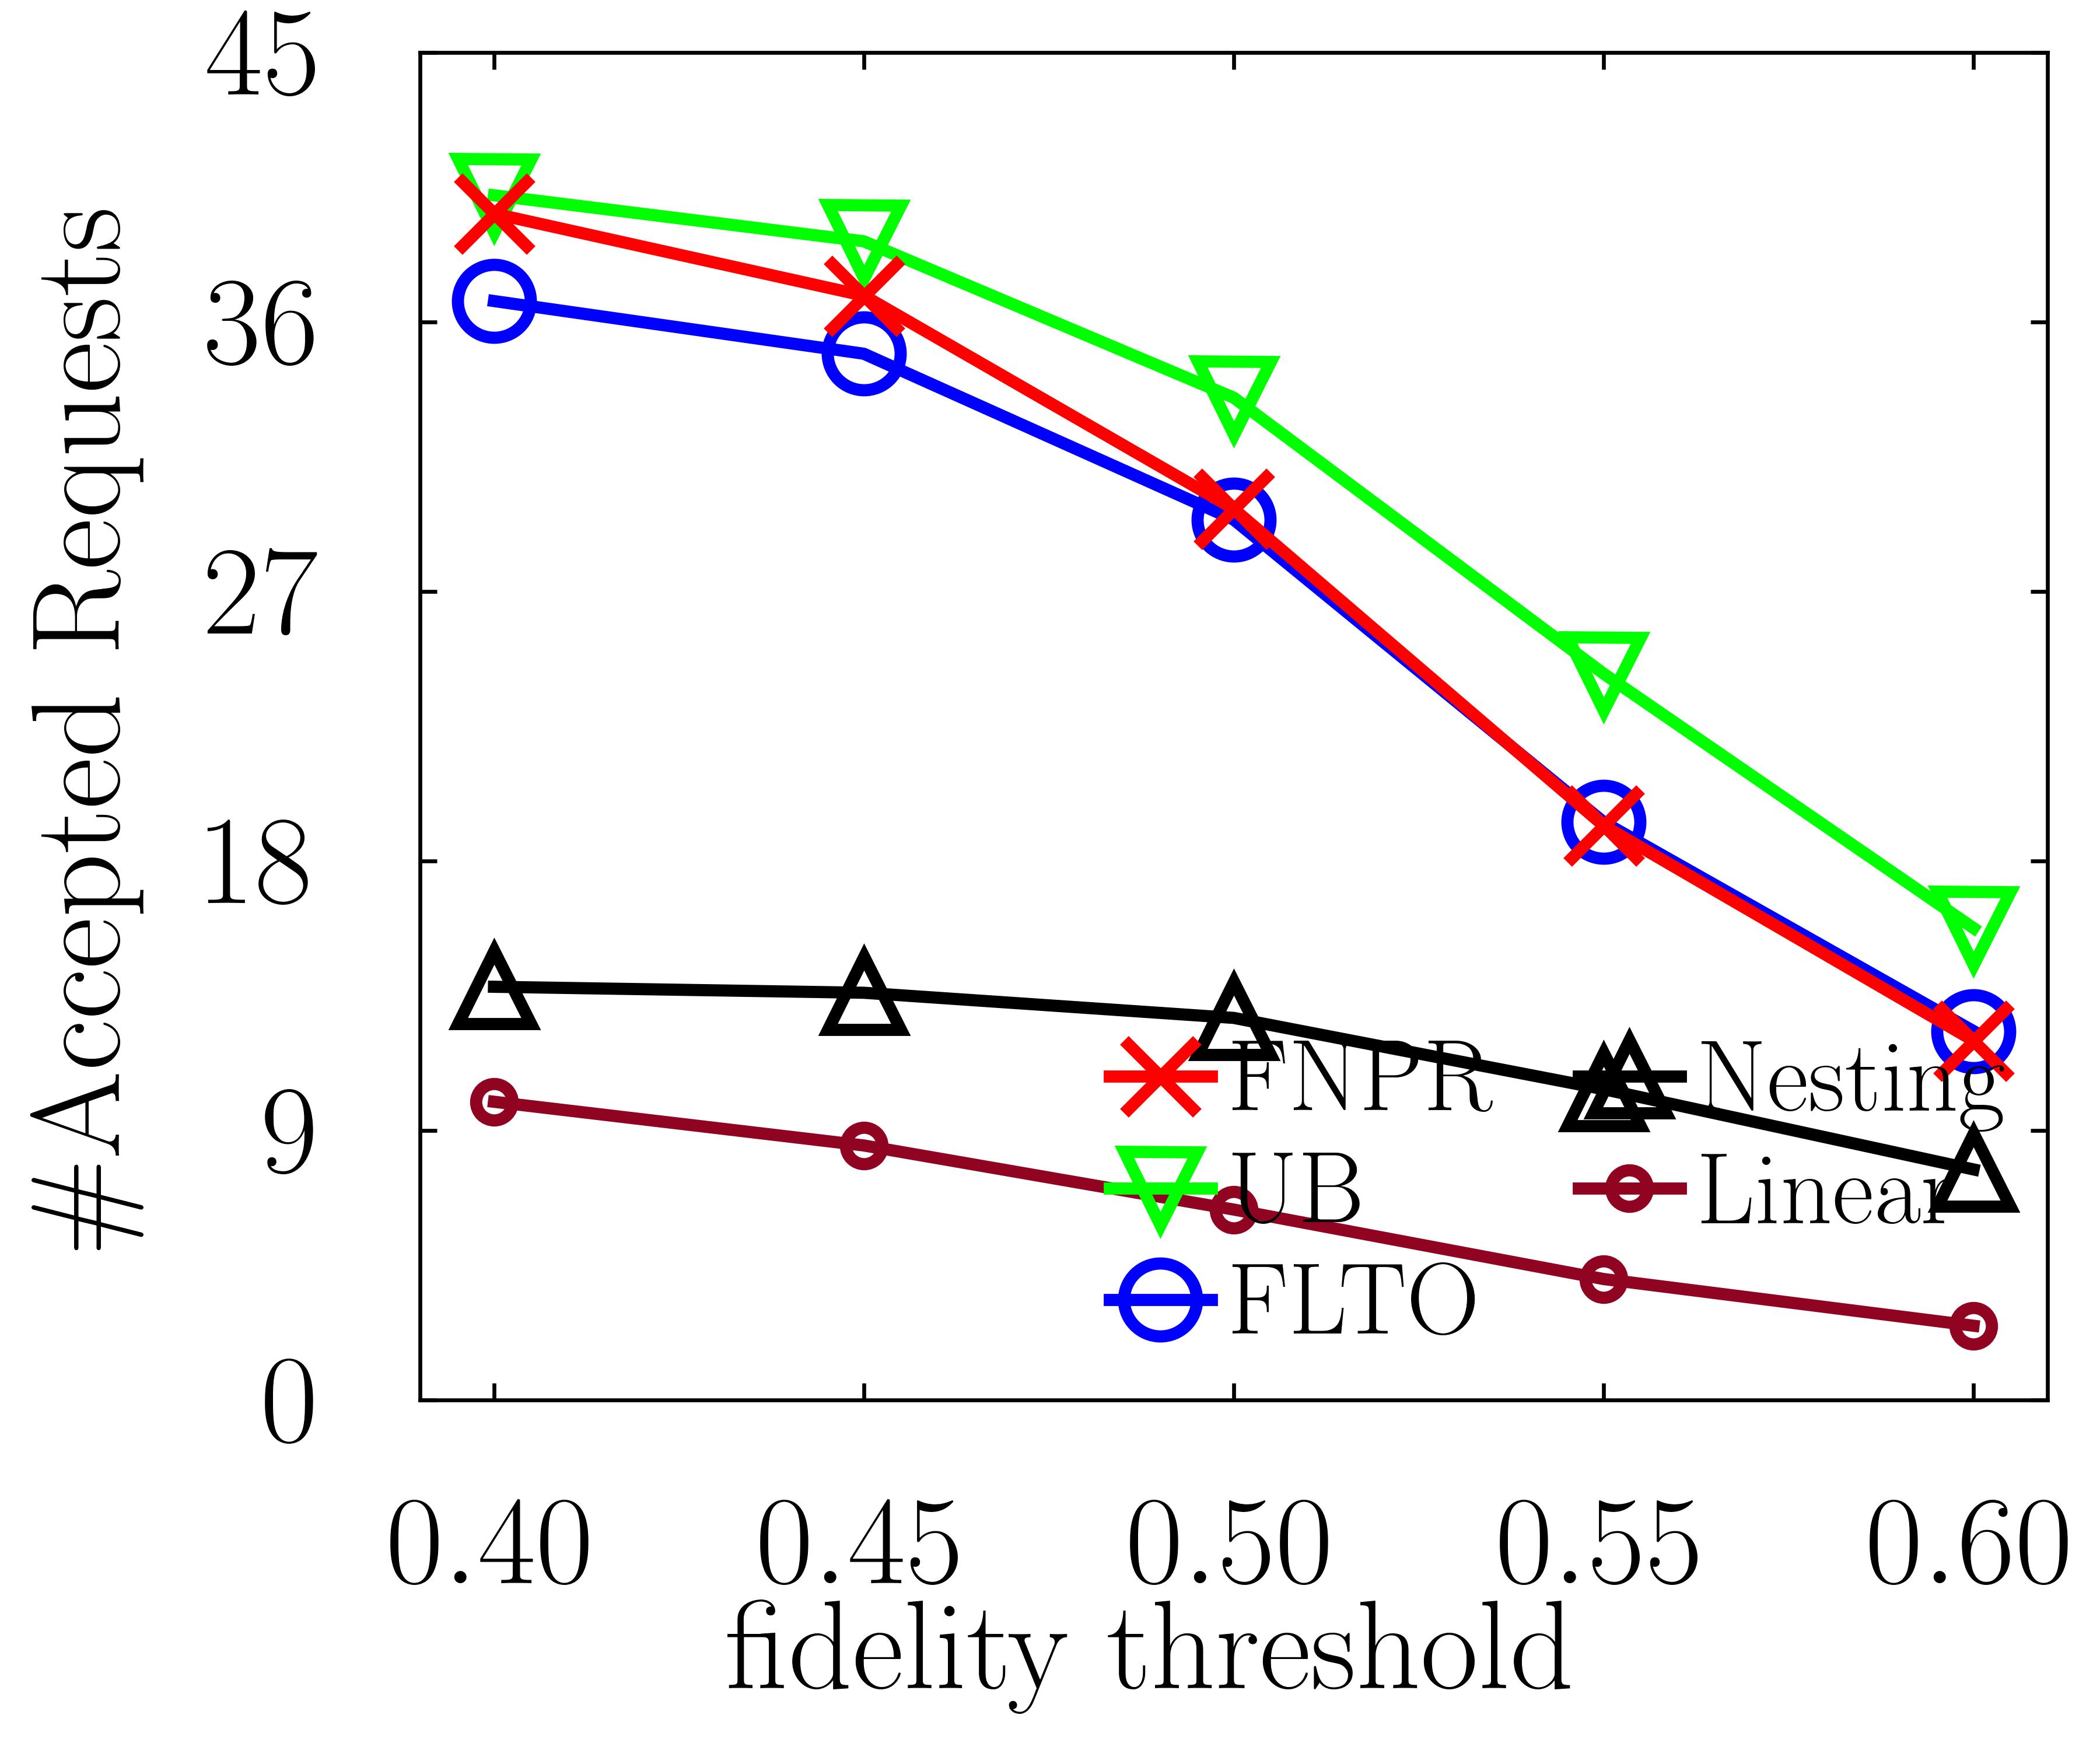 #Accepted Requests
45
36
27
18
9
0
FNPR
UB
FLTO
Nesting
Linear
0.40 0.45 0.50 0.55 0.60
fidelity threshold